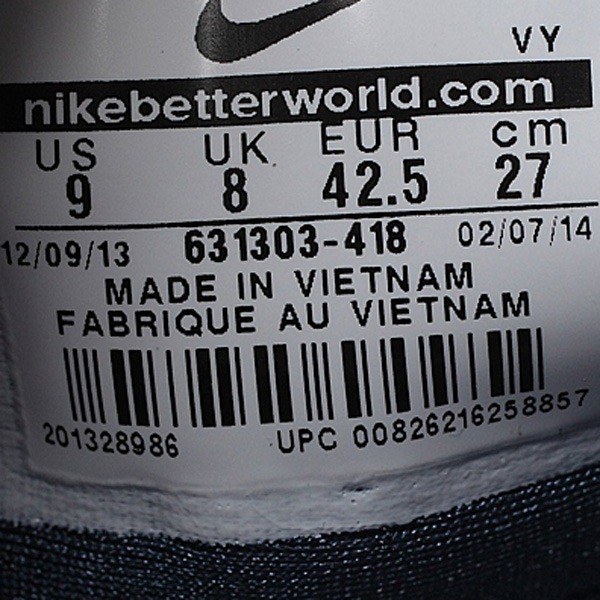 VY
nikebetterworld.com
US UK EUR cm
9 8 42.5 27
12/09/13 631303-418 02/07/14
MADE IN VIETNAM
FABRIQUE AU VIETNAM
201328986 UPC 00826216258857